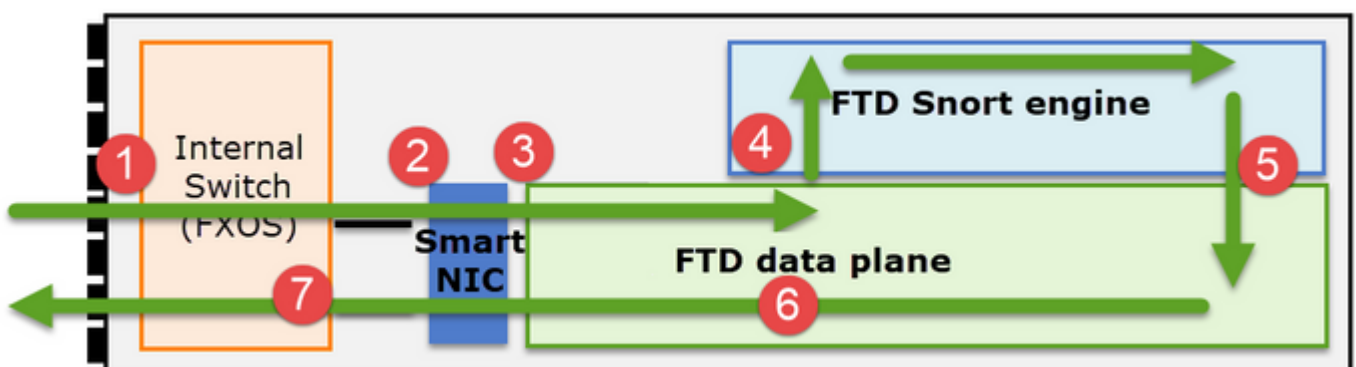 FTD Snort engine
1
2
3
4
5
Internal
Switch
(FXOS)
Smart
NIC
FTD data plane
7
6